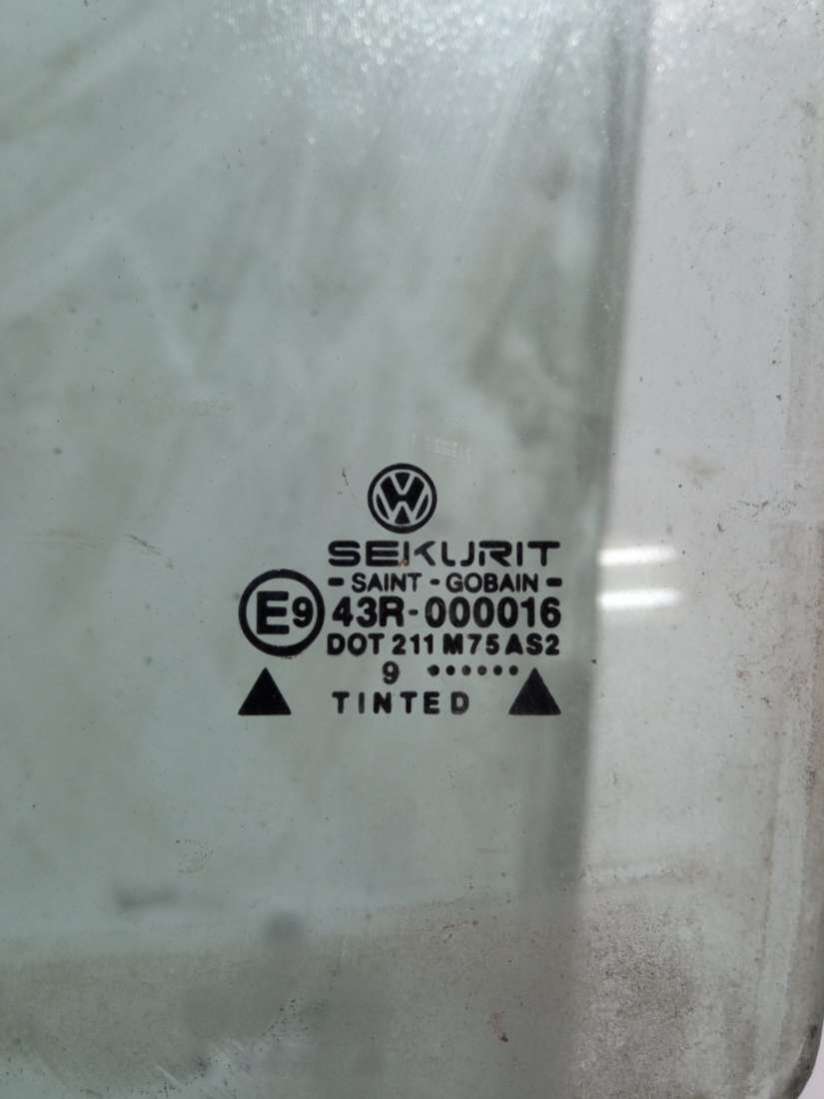 SEKURIT
- SAINT - GOBAIN -
E9 43R-000016
DOT 211 M75 AS2
9 ••••••
TINTED